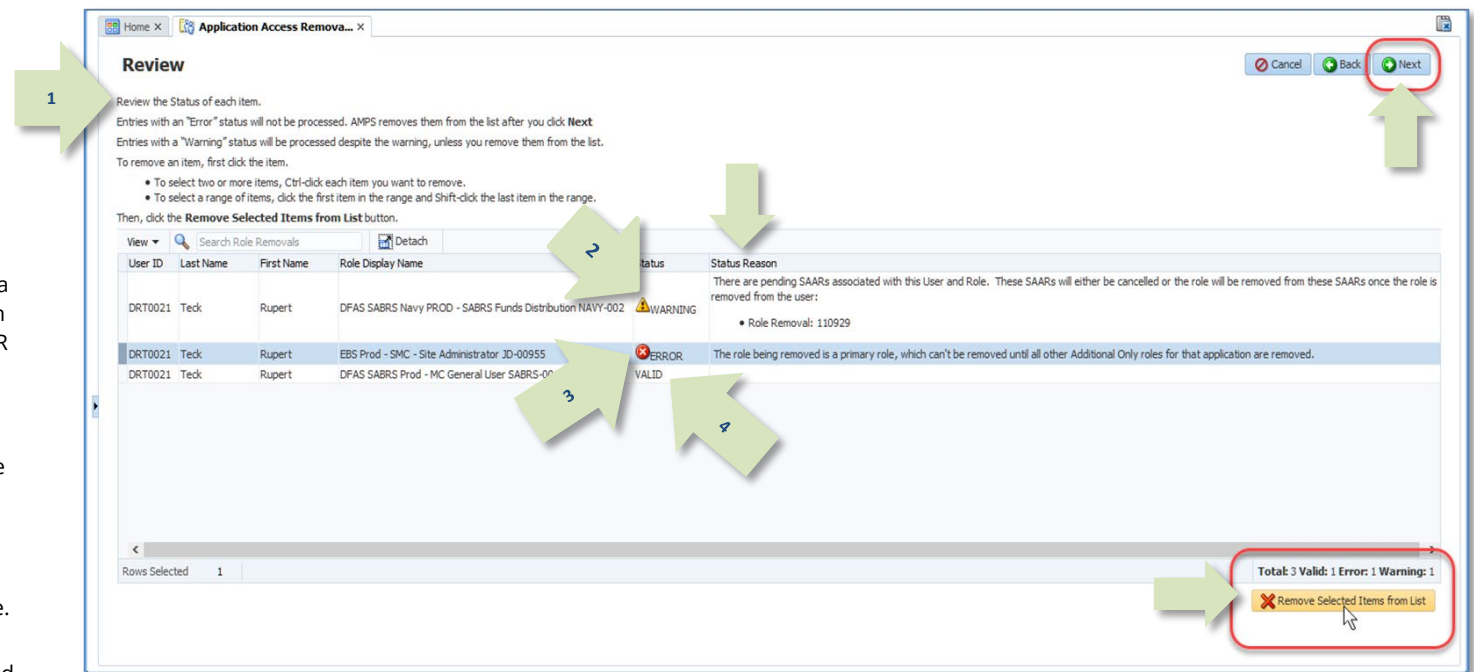 Home ×
Application Access Remova... ×
Review
Cancel
Back
Next
1
Review the Status of each item.
Entries with an "Error" status will not be processed. AMPS removes them from the list after you click Next
Entries with a "Warning" status will be processed despite the warning, unless you remove them from the list.
To remove an item, first click the item.
• To select two or more items, Ctrl-click each item you want to remove.
• To select a range of items, click the first item in the range and Shift-click the last item in the range.
Then, click the Remove Selected Items from List button.
View
Search Role Removals
Detach
2
User ID Last Name First Name Role Display Name Status Status Reason
a
n
R
There are pending SAARs associated with this User and Role. These SAARs will either be cancelled or the role will be removed from these SAARs once the role is
removed from the user:
DRT0021 Teck Rupert DFAS SABRS Navy PROD - SABRS Funds Distribution NAVY-002 WARNING
• Role Removal: 110929
DRT0021 Teck Rupert EBS Prod - SMC - Site Administrator JD-00955 ERROR The role being removed is a primary role, which can't be removed until all other Additional Only roles for that application are removed.
DRT0021 Teck Rupert DFAS SABRS Prod - MC General User SABRS-00 VALID
3
4
e
Rows Selected 1
Total: 3 Valid: 1 Error: 1 Warning: 1
Remove Selected Items from List
e.
d